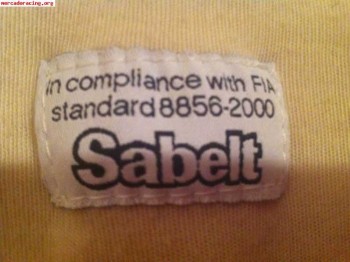 mercadoracing.org
in compliance with FIA
standard 8856-2000
Sabelt